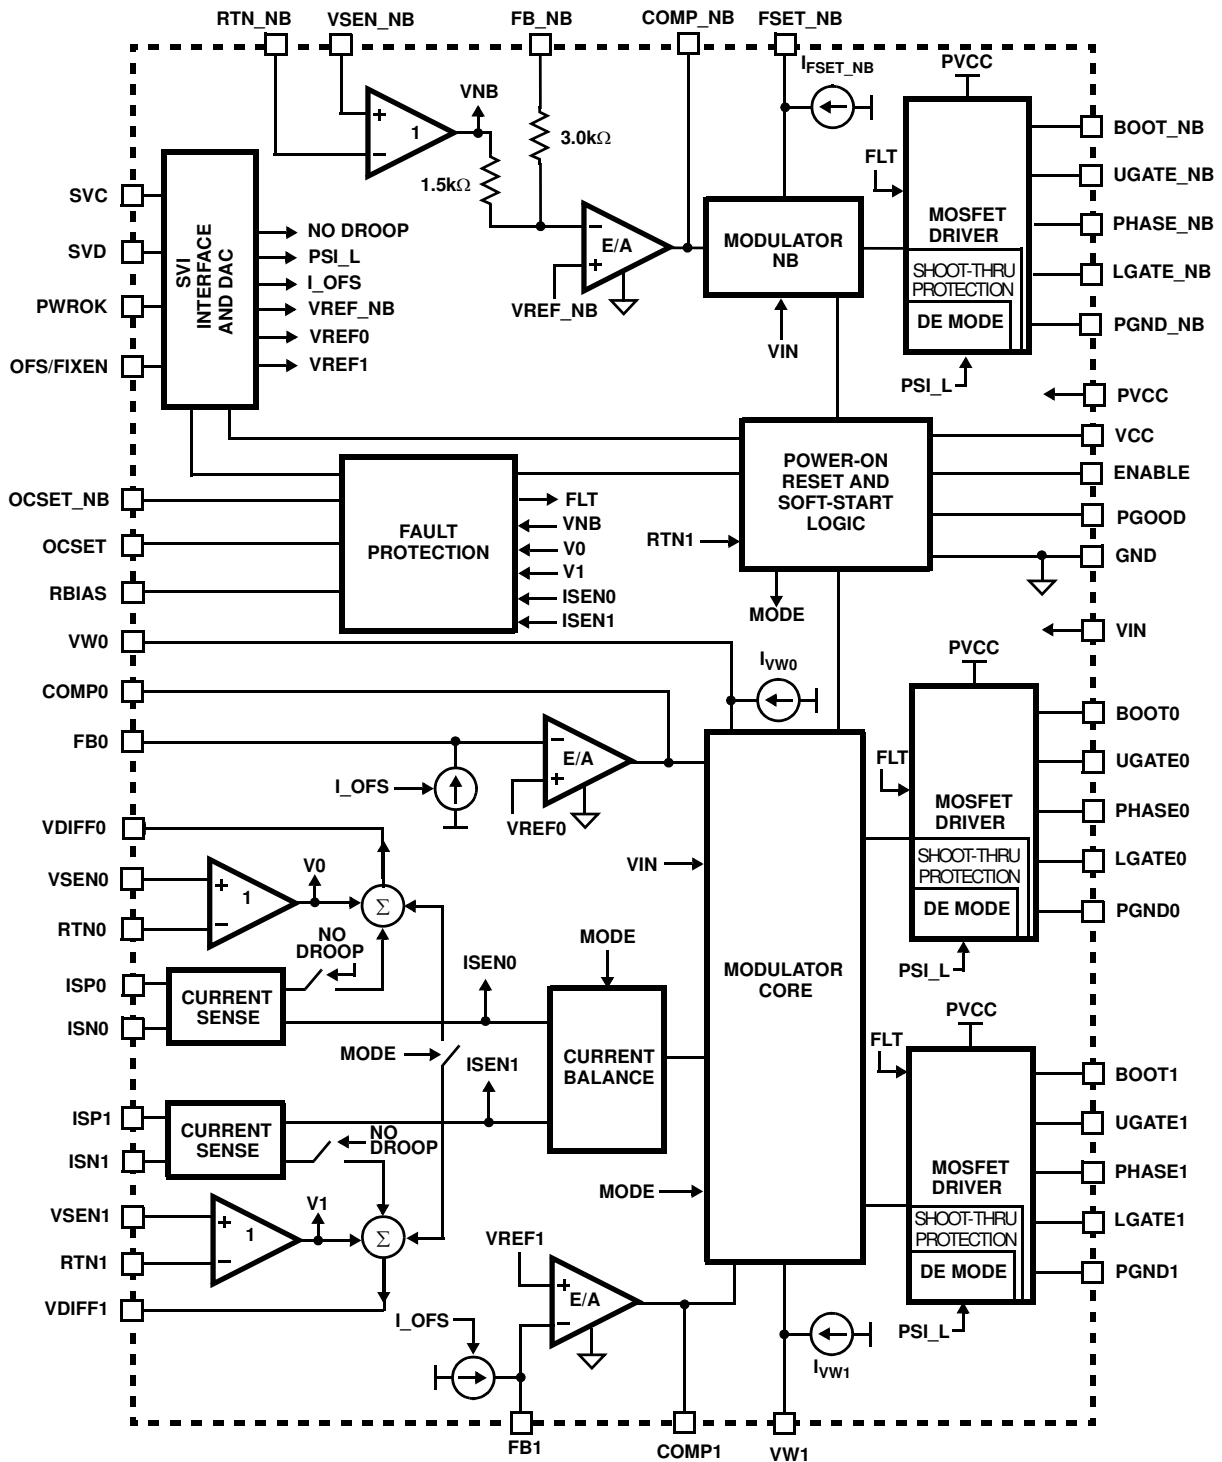 RTN_NB
VSEN_NB
FB_NB
COMP_NB
FSET_NB
IFSET_NB
PVCC
VNB
+
1
−
3.0kΩ
1.5kΩ
FLT
BOOT_NB
UGATE_NB
PHASE_NB
LGATE_NB
PGND_NB
MOSFET
DRIVER
SHOOT-THRU
PROTECTION
DE MODE
PSI_L
SVC
SVD
PWROK
OFS/FIXEN
SVI
INTERFACE
AND DAC
NO DROOP
PSI_L
I_OFS
VREF_NB
VREF0
VREF1
−
E/A
+
VREF_NB
MODULATOR
NB
VIN
PVCC
VCC
ENABLE
PGOOD
GND
VIN
POWER-ON
RESET AND
SOFT-START
LOGIC
RTN1
MODE
OCSET_NB
OCSET
RBIAS
FAULT
PROTECTION
FLT
VNB
V0
V1
ISEN0
ISEN1
VW0
COMP0
FB0
IVW0
−
E/A
+
VREF0
I_OFS
PVCC
FLT
MOSFET
DRIVER
SHOOT-THRU
PROTECTION
DE MODE
PSI_L
BOOT0
UGATE0
PHASE0
LGATE0
PGND0
VDIFF0
VSEN0
RTN0
+
1
−
V0
Σ
NO
DROOP
ISP0
ISN0
CURRENT
SENSE
ISEN0
MODE
VIN
MODULATOR
CORE
CURRENT
BALANCE
MODE
ISEN1
ISP1
ISN1
CURRENT
SENSE
NO
DROOP
MODE
VSEN1
RTN1
VDIFF1
+
1
−
V1
Σ
VREF1
+
E/A
−
I_OFS
IVW1
PVCC
FLT
MOSFET
DRIVER
SHOOT-THRU
PROTECTION
DE MODE
PSI_L
BOOT1
UGATE1
PHASE1
LGATE1
PGND1
FB1
COMP1
VW1